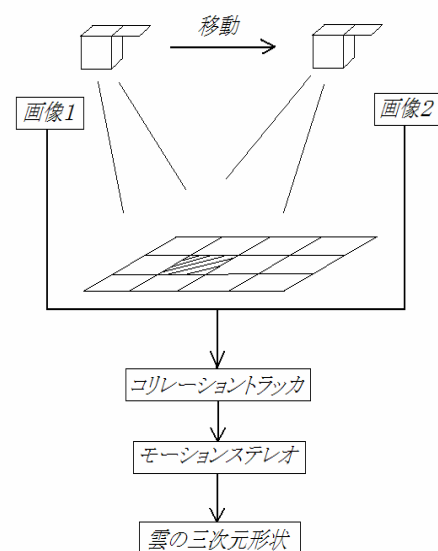 移動
画像1
画像2
コリレーショントラッカ
モーションステレオ
雲の三次元形状